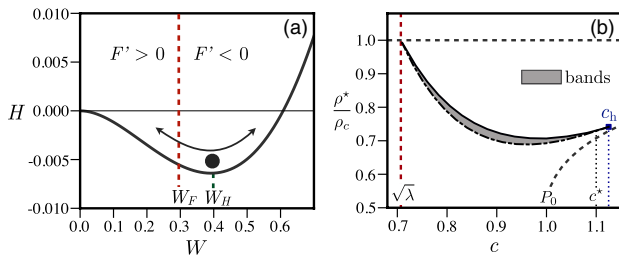 (a)
0.010
0.005
0.000
-0.005
-0.010
H
F' > 0
F' < 0
W_F
W_H
0.0 0.1 0.2 0.3 0.4 0.5 0.6
W
(b)
1.0
0.9
0.8
0.7
0.6
0.5
ρ*/ρ_c
bands
c_h
√λ
P_0
c*
0.7 0.8 0.9 1.0 1.1
c